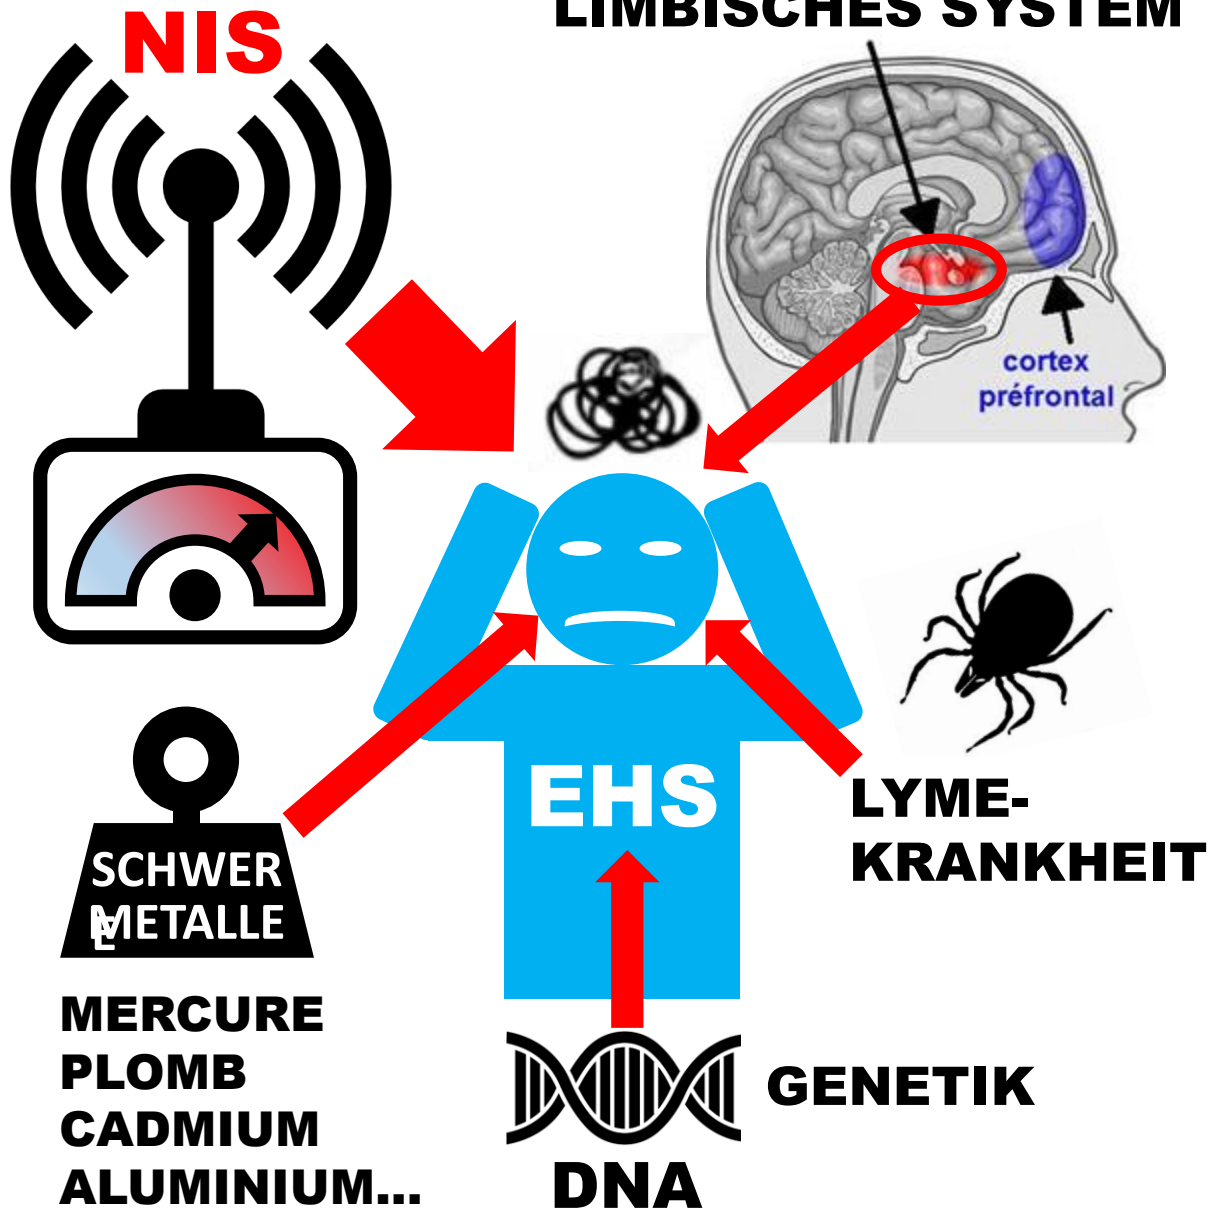 LIMBISCHES SYSTEM
NIS
cortex
préfrontal
EHS
LYME-
KRANKHEIT
SCHWER
E
METALLE
MERCURE
PLOMB
CADMIUM
ALUMINIUM...
GENETIK
DNA